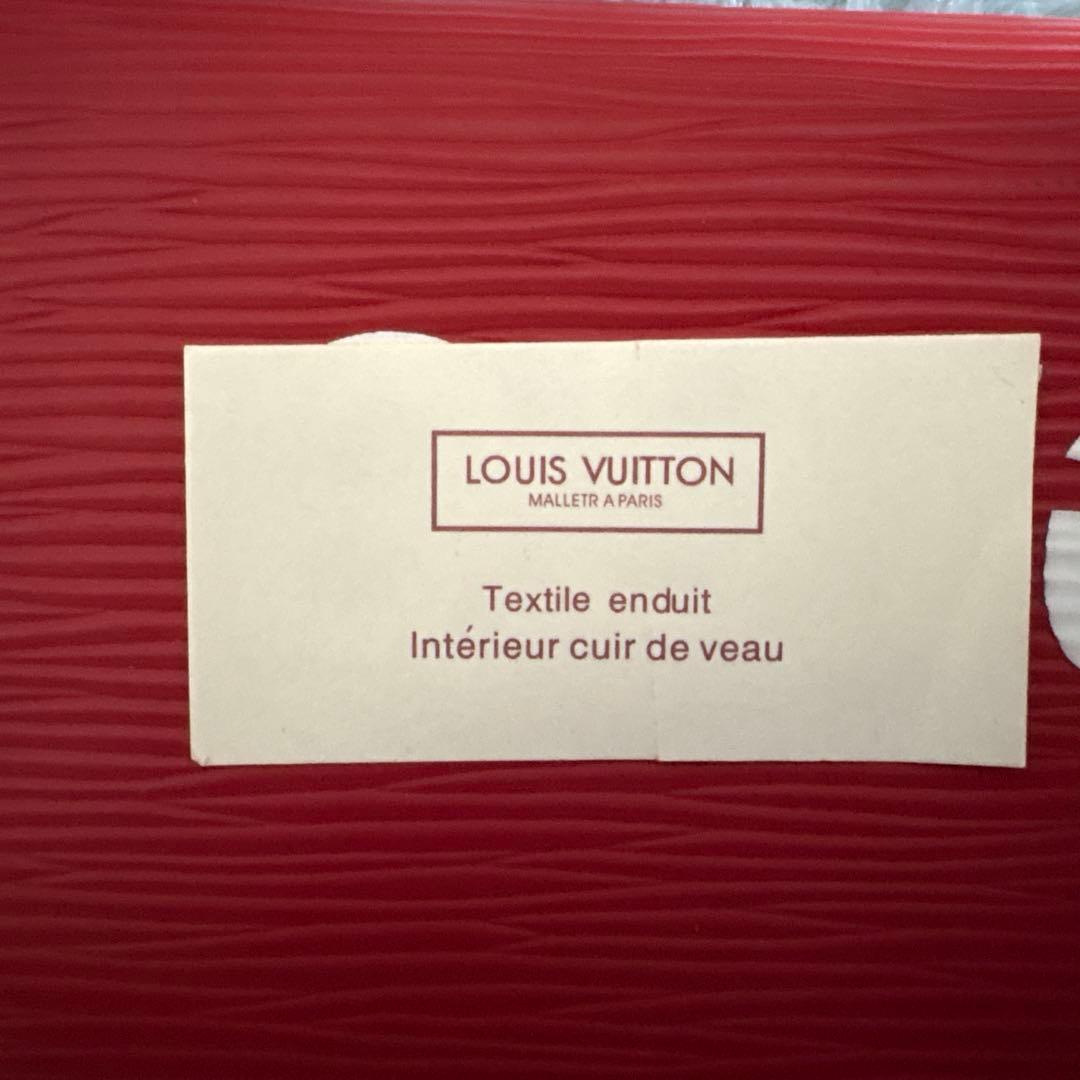 LOUIS VUITTON
MALLETR A PARIS
Textile enduit
Intérieur cuir de veau